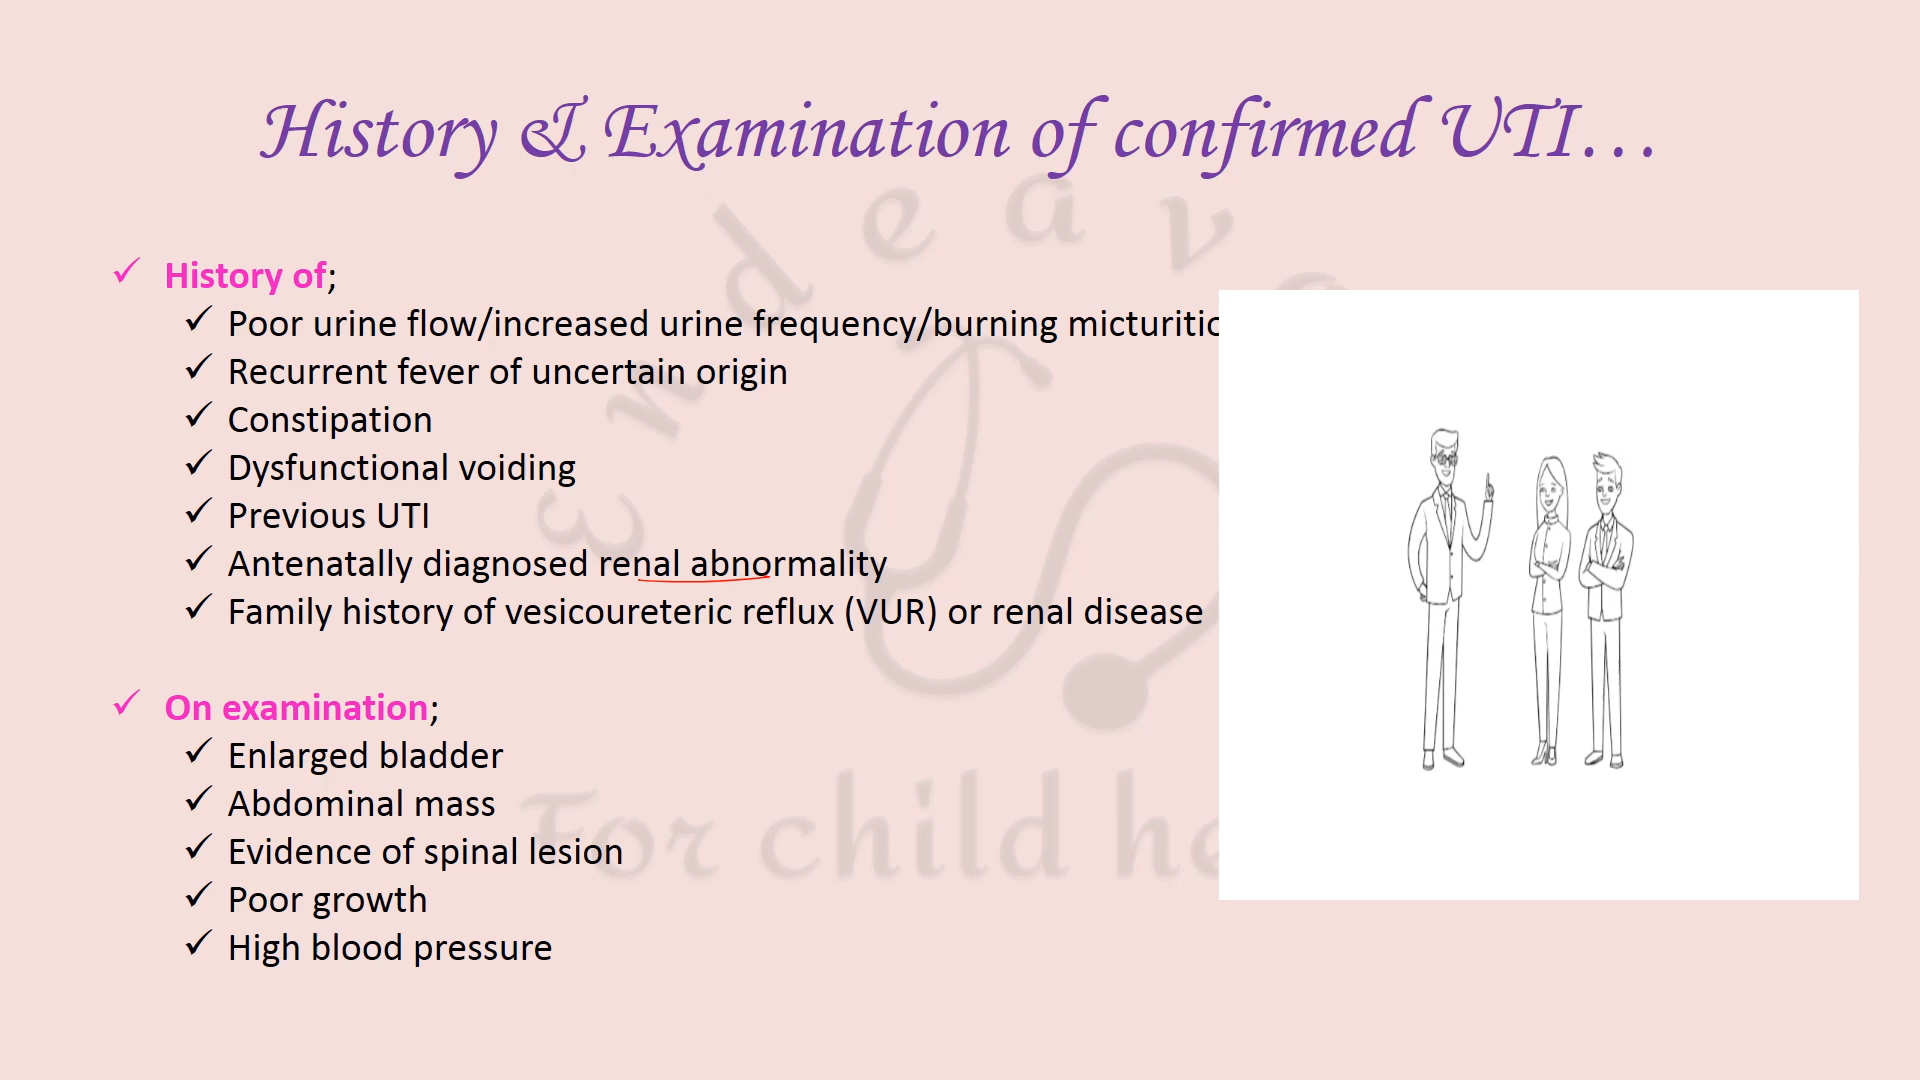 History & Examination of confirmed UTI…
History of;
Poor urine flow/increased urine frequency/burning
Recurrent fever of uncertain origin
Constipation
Dysfunctional voiding
Previous UTI
Antenatally diagnosed renal abnormality
Family history of vesicoureteric reflux (VUR) or renal disease
On examination;
Enlarged bladder
Abdominal mass
Evidence of spinal lesion
Poor growth
High blood pressure
For child